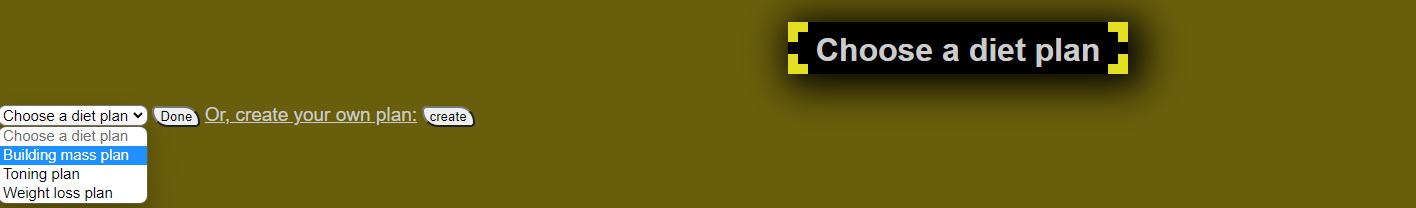 Choose a diet plan
Choose a diet plan Done Or, create your own plan: create
Choose a diet plan
Building mass plan
Toning plan
Weight loss plan